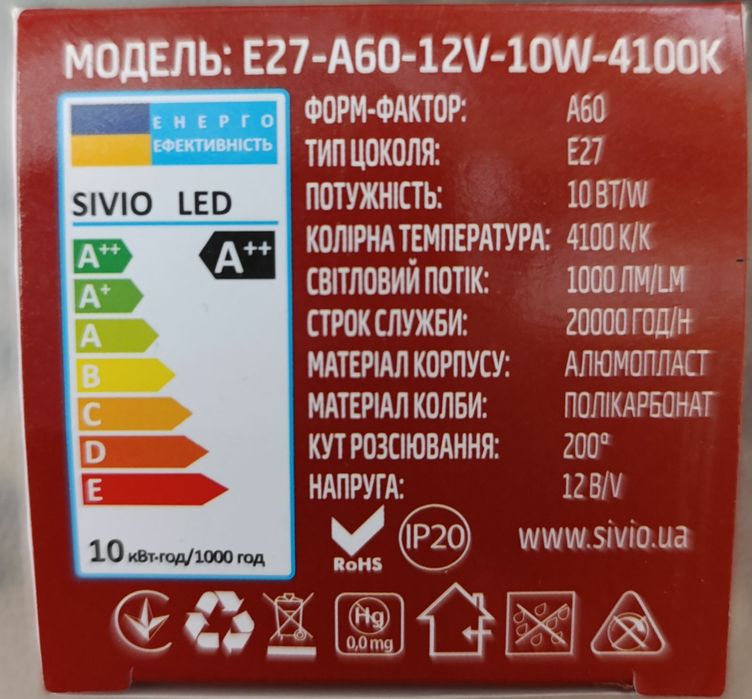 МОДЕЛЬ: E27-A60-12V-10W-4100K
ЕНЕРГО
ЕФЕКТИВНІСТЬ
SIVIO LED
A++ A++
A+
A
B
C
D
E
10 кВт·год/1000 год
ФОРМ-ФАКТОР: A60
ТИП ЦОКОЛЯ: E27
ПОТУЖНІСТЬ: 10 ВТ/W
КОЛІРНА ТЕМПЕРАТУРА: 4100 К/K
СВІТЛОВИЙ ПОТІК: 1000 ЛМ/LM
СТРОК СЛУЖБИ: 20000 ГОД/H
МАТЕРІАЛ КОРПУСУ: АЛЮМОПЛАСТ
МАТЕРІАЛ КОЛБИ: ПОЛІКАРБОНАТ
КУТ РОЗСІЮВАННЯ: 200°
НАПРУГА: 12 В/V
RoHS IP20 www.sivio.ua
Hg
0,0 mg